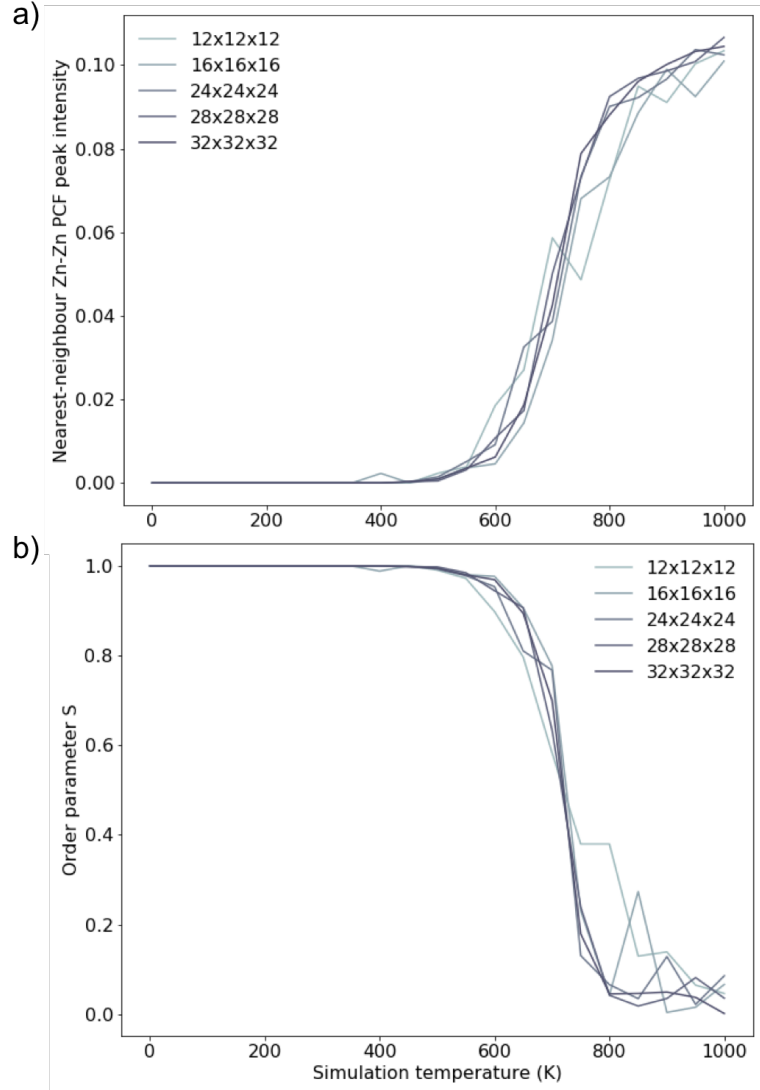 a)
Nearest-neighbour Zn-Zn PCF peak intensity
0.10
0.08
0.06
0.04
0.02
0.00
12x12x12
16x16x16
24x24x24
28x28x28
32x32x32
0 200 400 600 800 1000
b)
Order parameter S
1.0
0.8
0.6
0.4
0.2
0.0
12x12x12
16x16x16
24x24x24
28x28x28
32x32x32
0 200 400 600 800 1000
Simulation temperature (K)